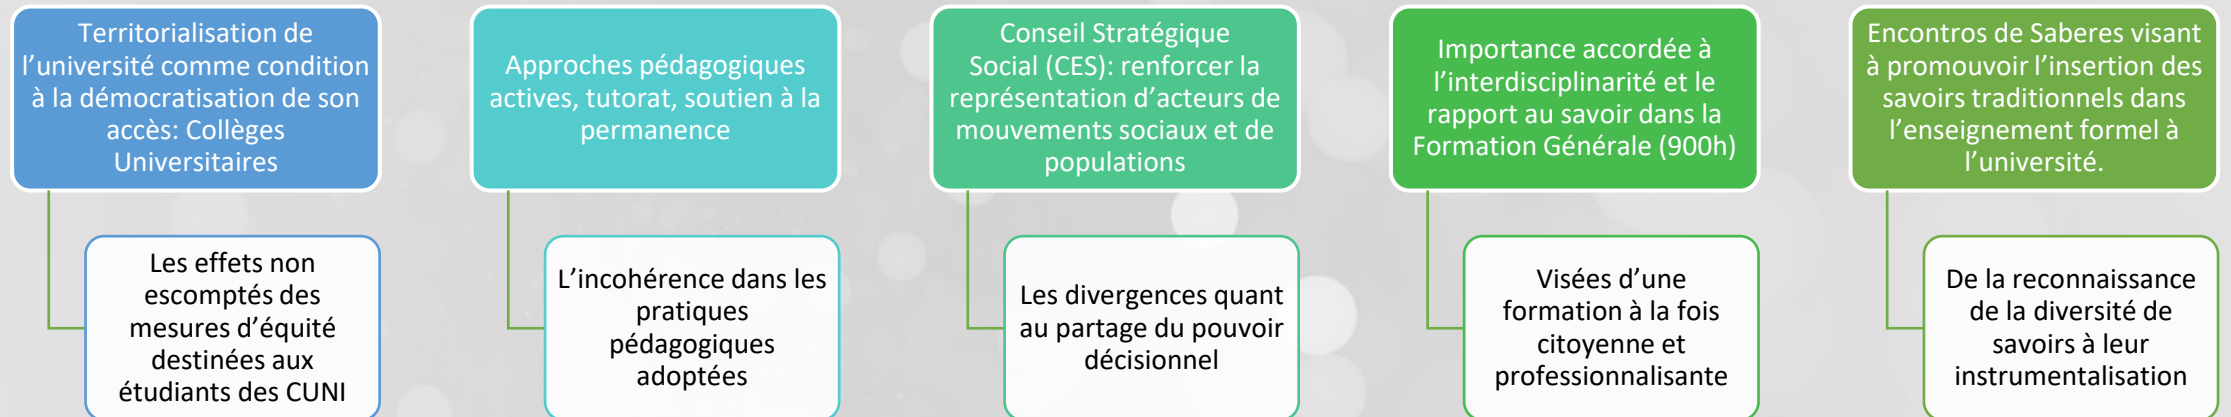 Territorialisation de
l’université comme condition
à la démocratisation de son
accès: Collèges
Universitaires
Les effets non
escomptés des
mesures d’équité
destinées aux
étudiants des CUNI
Approches pédagogiques
actives, tutorat, soutien à la
permanence
L’incohérence dans les
pratiques
pédagogiques
adoptées
Conseil Stratégique
Social (CES): renforcer la
représentation d’acteurs de
mouvements sociaux et de
populations
Les divergences quant
au partage du pouvoir
décisionnel
Importance accordée à
l’interdisciplinarité et le
rapport au savoir dans la
Formation Générale (900h)
Visées d’une
formation à la fois
citoyenne et
professionnalisante
Encontros de Saberes visant
à promouvoir l’insertion des
savoirs traditionnels dans
l’enseignement formel à
l’université.
De la reconnaissance
de la diversité de
savoirs à leur
instrumentalisation